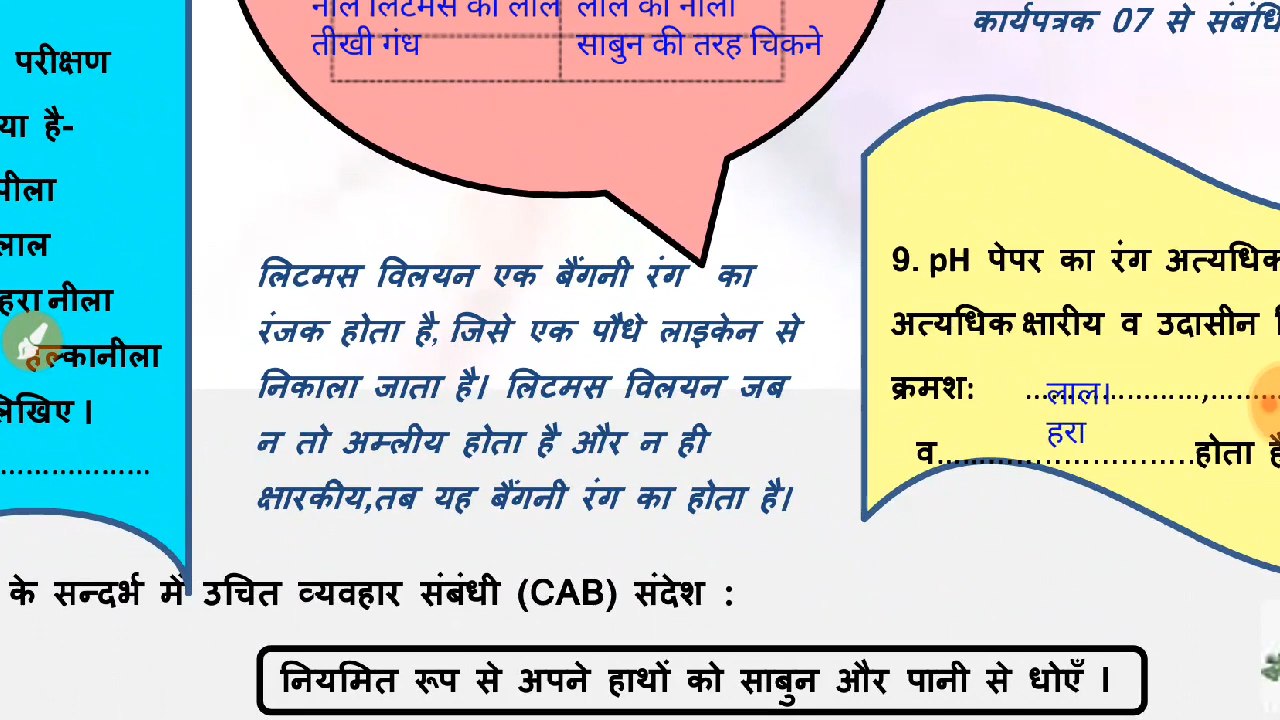 नीले लिटमस को लाल लाल को नीला
तीखी गंध साबुन की तरह चिकने
कार्यपत्रक 07 से संबंधि
परीक्षण
या है-
पीला
लाल
हरा नीला
हल्कानीला
लिखिए ।
....................
लिटमस विलयन एक बैंगनी रंग का
रंजक होता है, जिसे एक पौधे लाइकेन से
निकाला जाता है। लिटमस विलयन जब
न तो अम्लीय होता है और न ही
क्षारकीय,तब यह बैंगनी रंग का होता है।
9. pH पेपर का रंग अत्यधिक
अत्यधिक क्षारीय व उदासीन
क्रमश: ....................,........
लाल।
हरा
व............................होता है
के सन्दर्भ में उचित व्यवहार संबंधी (CAB) संदेश :
नियमित रूप से अपने हाथों को साबुन और पानी से धोएँ ।